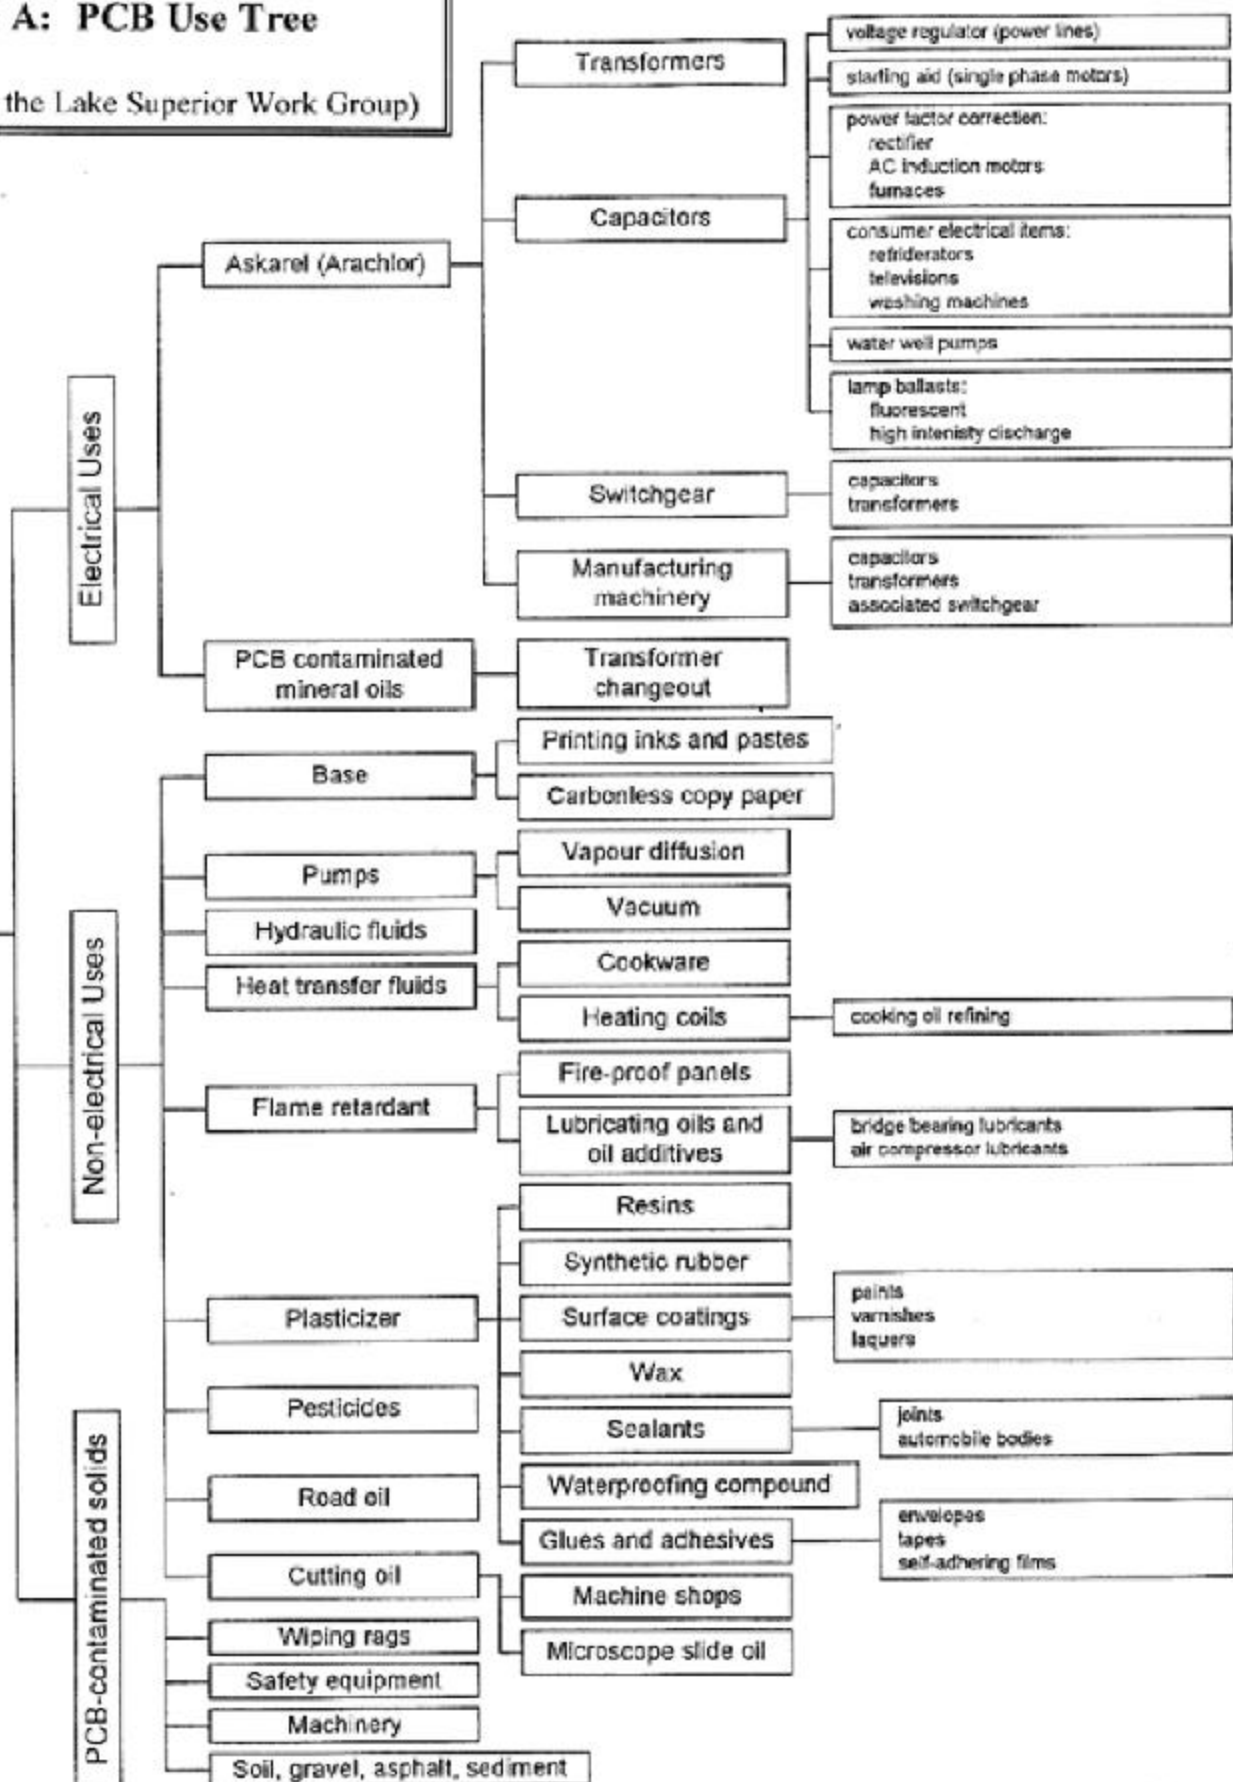 A: PCB Use Tree
the Lake Superior Work Group)
Electrical Uses
Askarel (Arachlor)
Transformers
Capacitors
voltage regulator (power lines)
starting aid (single phase motors)
power factor correction:
rectifier
AC induction motors
furnaces
consumer electrical items:
refriderators
televisions
washing machines
water well pumps
lamp ballasts:
fluorescent
high intenisty discharge
Switchgear
capacitors
transformers
Manufacturing
machinery
capacitors
transformers
associated switchgear
PCB contaminated
mineral oils
Transformer
changeout
Non-electrical Uses
Base
Printing inks and pastes
Carbonless copy paper
Pumps
Vapour diffusion
Vacuum
Hydraulic fluids
Heat transfer fluids
Cookware
Heating coils
cooking oil refining
Flame retardant
Fire-proof panels
Lubricating oils and
oil additives
bridge bearing lubricants
air compressor lubricants
Plasticizer
Resins
Synthetic rubber
Surface coatings
paints
varnishes
laquers
Wax
Sealants
joints
automobile bodies
Waterproofing compound
Glues and adhesives
envelopes
tapes
self-adhering films
Pesticides
Road oil
Cutting oil
Machine shops
Microscope slide oil
PCB-contaminated solids
Wiping rags
Safety equipment
Machinery
Soil, gravel, asphalt, sediment